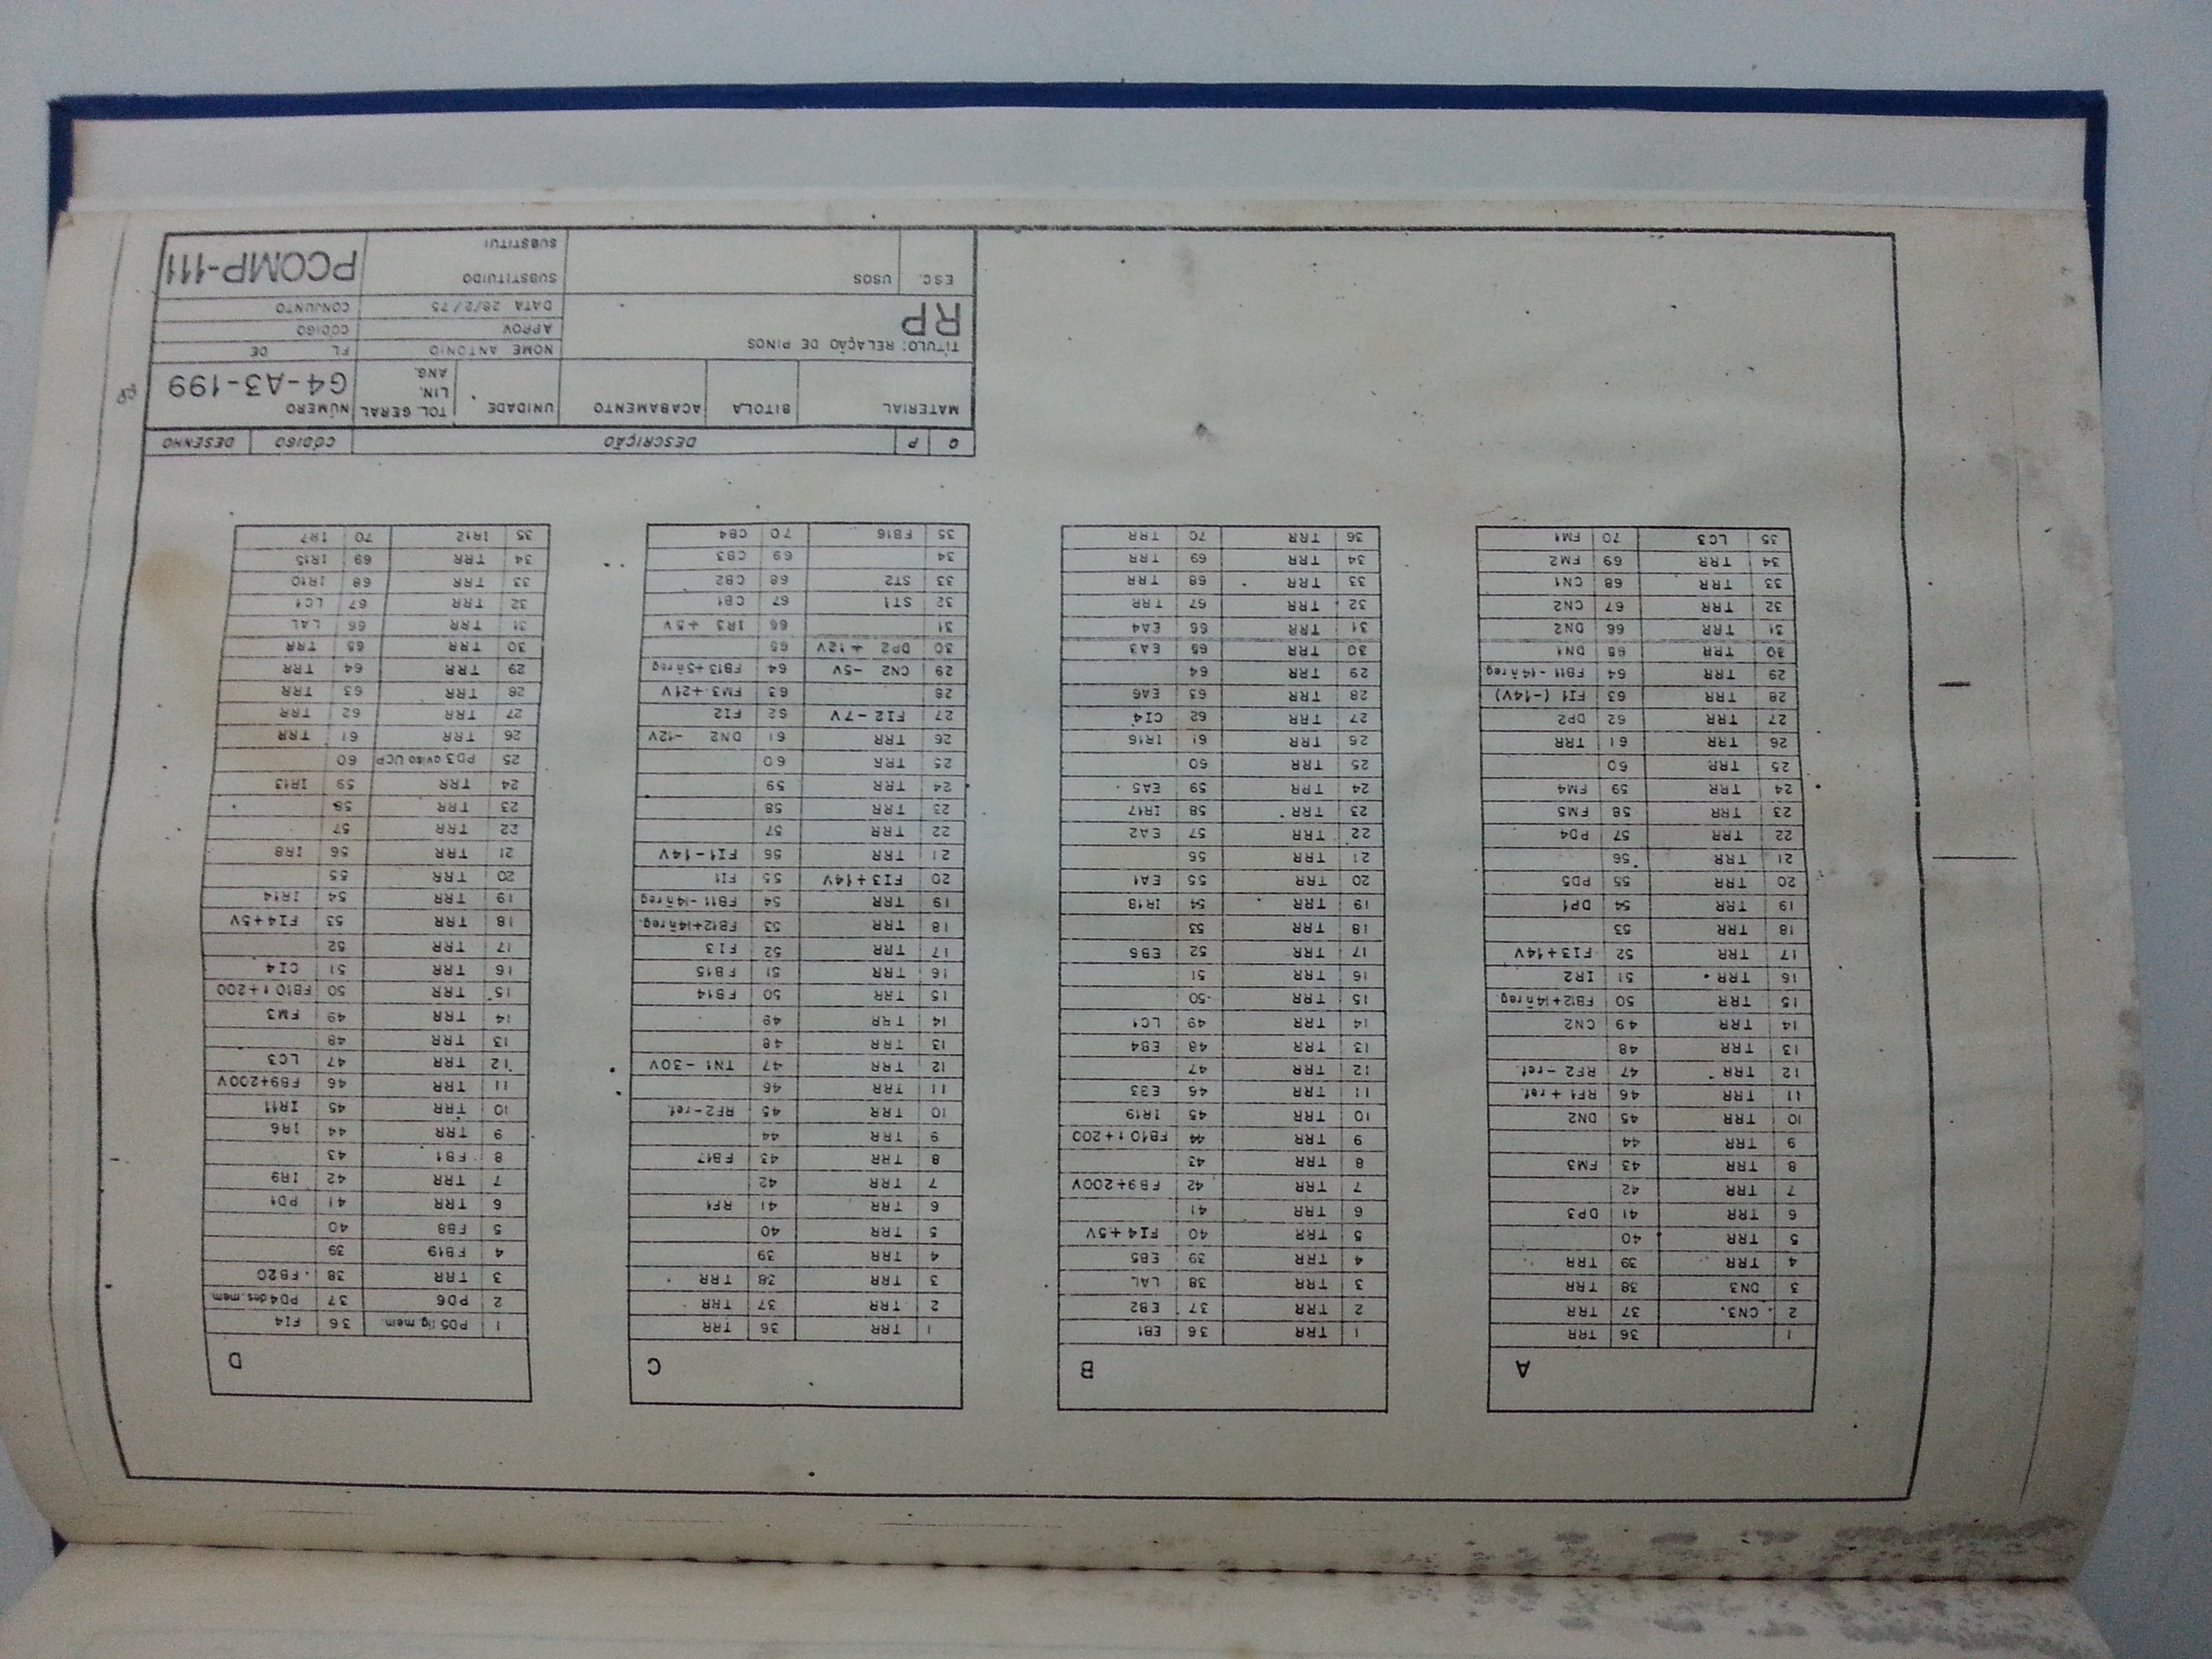 A
1 36 TRR
2 CN3. 37 TRR
3 DN3 38 TRR
4 TRR 39 TRR
5 TRR 40
6 TRR 41 DP3
7 TRR 42
8 TRR 43 FM3
9 TRR 44
10 TRR 45 DN2
11 TRR 46 RF1 + ref.
12 TRR 47 RF2 - ref.
13 TRR 48
14 TRR 49 CN2
15 TRR 50 FB12+14ñreg
16 TRR 51 IR2
17 TRR 52 FI3+14V
18 TRR 53
19 TRR 54 DP1
20 TRR 55 PD5
21 TRR 56
22 TRR 57 PD4
23 TRR 58 FM5
24 TRR 59 FM4
25 TRR 60
26 TRR 61 TRR
27 TRR 62 DP2
28 TRR 63 FI1 (-14V)
29 TRR 64 FB11 -14ñreg
30 TRR 65 DN1
31 TRR 66 DN2
32 TRR 67 CN2
33 TRR 68 CN1
34 TRR 69 FM2
35 LC3 70 FM1
B
1 TRR 36 EB1
2 TRR 37 EB2
3 TRR 38 LAL
4 TRR 39 EB5
5 TRR 40 FI4+5V
6 TRR 41
7 TRR 42 FB9+200V
8 TRR 43
9 TRR 44 FB10 t+200
10 TRR 45 IR19
11 TRR 46 EB3
12 TRR 47
13 TRR 48 EB4
14 TRR 49 LC1
15 TRR 50
16 TRR 51
17 TRR 52 EB6
18 TRR 53
19 TRR 54 IR18
20 TRR 55 EA1
21 TRR 56
22 TRR 57 EA2
23 TRR 58 IR17
24 TRR 59 EA5
25 TRR 60
26 TRR 61 IR16
27 TRR 62 CI4
28 TRR 63 EA6
29 TRR 64
30 TRR 65 EA3
31 TRR 66 EA4
32 TRR 67 TRR
33 TRR 68 TRR
34 TRR 69 TRR
36 TRR 70 TRR
C
1 TRR 36 TRR
2 TRR 37 TRR
3 TRR 38 TRR
4 TRR 39
5 TRR 40
6 TRR 41 RF1
7 TRR 42
8 TRR 43 FB17
9 TRR 44
10 TRR 45 RF2-ref.
11 TRR 46
12 TRR 47 TN1 -30V
13 TRR 48
14 TRR 49
15 TRR 50 FB14
16 TRR 51 FB15
17 TRR 52 FI3
18 TRR 53 FB12+14ñreg.
19 TRR 54 FB11 -14ñreg
20 FI3+14V 55 FI1
21 TRR 56 FI1-14V
22 TRR 57
23 TRR 58
24 TRR 59
25 TRR 60
26 TRR 61 DN2 -12V
27 FI2-7V 62 FI2
28 63 FM3+21V
29 CN2 -5V 64 FB13+5ñreg
30 DP2 +12V 65
31 66 IR3 +5V
32 ST1 67 CB1
33 ST2 68 CB2
34 69 CB3
35 FB16 70 CB4
D
1 PD5 lig.mem 36 FI4
2 PD6 37 PD4des.mem
3 TRR 38 FB20
4 FB19 39
5 FB8 40
6 TRR 41 PD1
7 TRR 42 IR9
8 FB1 43
9 TRR 44 IR6
10 TRR 45 IR11
11 TRR 46 FB9+200V
12 TRR 47 LC3
13 TRR 48
14 TRR 49 FM3
15 TRR 50 FB10 t+200
16 TRR 51 CI4
17 TRR 52
18 TRR 53 FI4+5V
19 TRR 54 IR14
20 TRR 55
21 TRR 56 IR8
22 TRR 57
23 TRR 58
24 TRR 59 IR13
25 PD3 aviso UCP 60
26 TRR 61 TRR
27 TRR 62 TRR
28 TRR 63 TRR
29 TRR 64 TRR
30 TRR 65 TRR
31 TRR 66 LAL
32 TRR 67 LC1
33 TRR 68 IR10
34 TRR 69 IR15
35 IR12 70 IR7
Q P DESCRIÇÃO CÓDIGO DESENHO
MATERIAL BITOLA ACABAMENTO UNIDADE TOL. GERAL NÚMERO
LIN. G4-A3-199
ANG.
TÍTULO: RELAÇÃO DE PINOS
RP
NOME ANTONIO FL DE
APROV. CÓDIGO
DATA 28/2/75 CONJUNTO
ESC. USOS SUBSTITUIDO PCOMP-111
SUBSTITUI